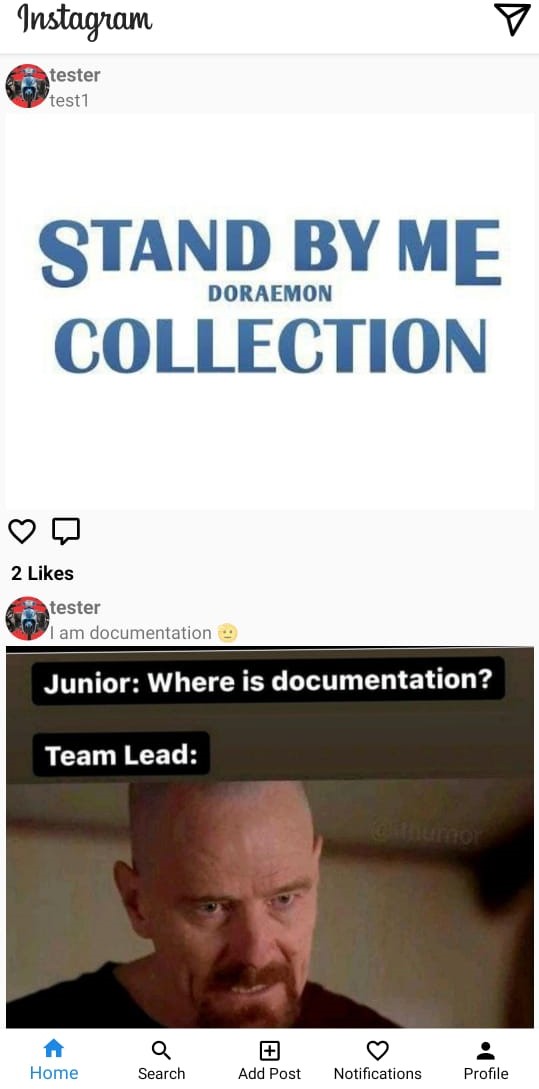 Instagram
tester
test1
STAND BY ME
DORAEMON
COLLECTION
2 Likes
tester
I am documentation 🫡
Junior: Where is documentation?
Team Lead:
Home
Search
Add Post
Notifications
Profile